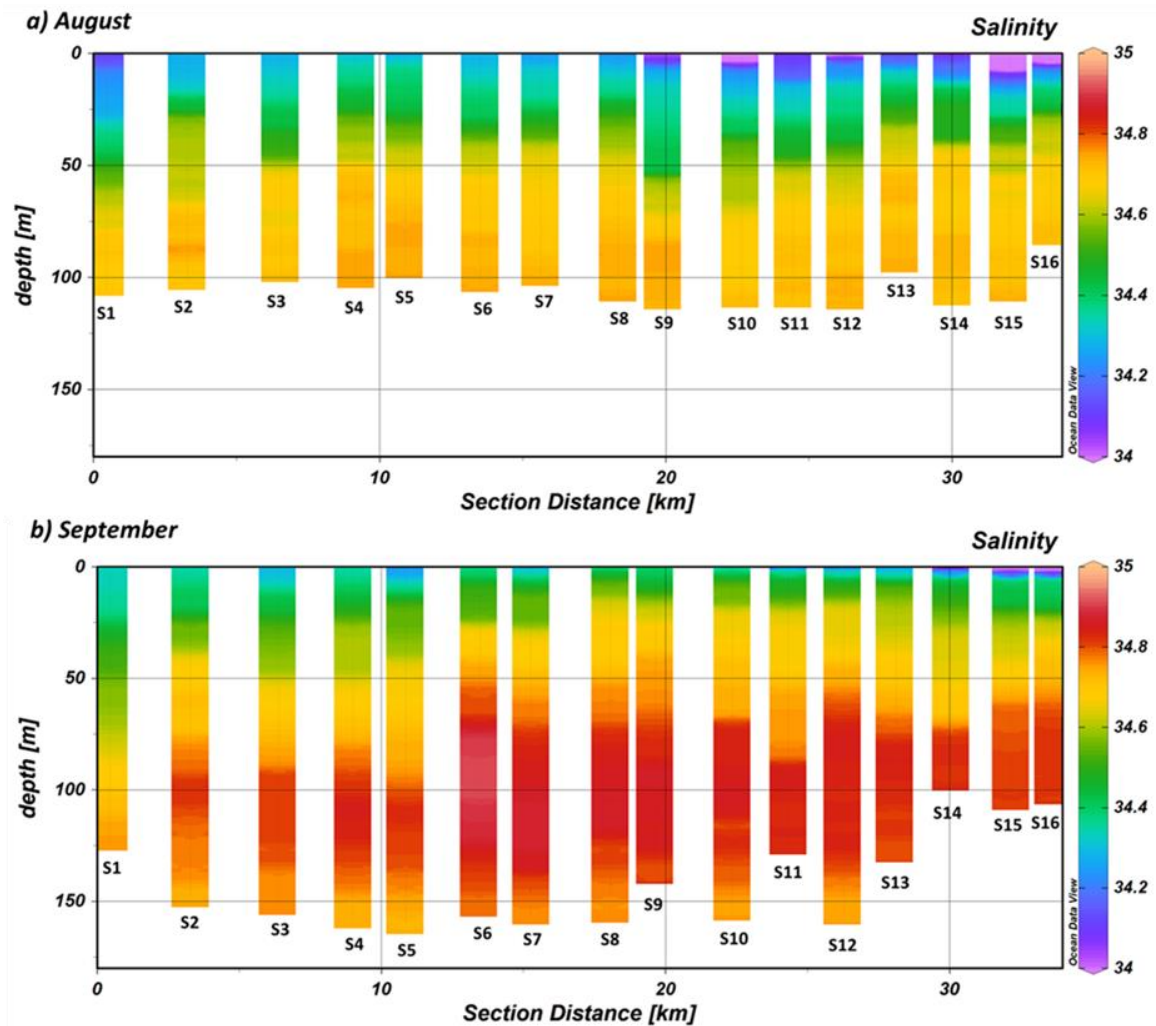 a) August
Salinity
0
50
100
150
depth [m]
S1
S2
S3
S4
S5
S6
S7
S8
S9
S10
S11
S12
S13
S14
S15
S16
35
34.8
34.6
34.4
34.2
34
Ocean Data View
0
10
20
30
Section Distance [km]
b) September
Salinity
0
50
100
150
depth [m]
S1
S2
S3
S4
S5
S6
S7
S8
S9
S10
S11
S12
S13
S14
S15
S16
35
34.8
34.6
34.4
34.2
34
Ocean Data View
0
10
20
30
Section Distance [km]